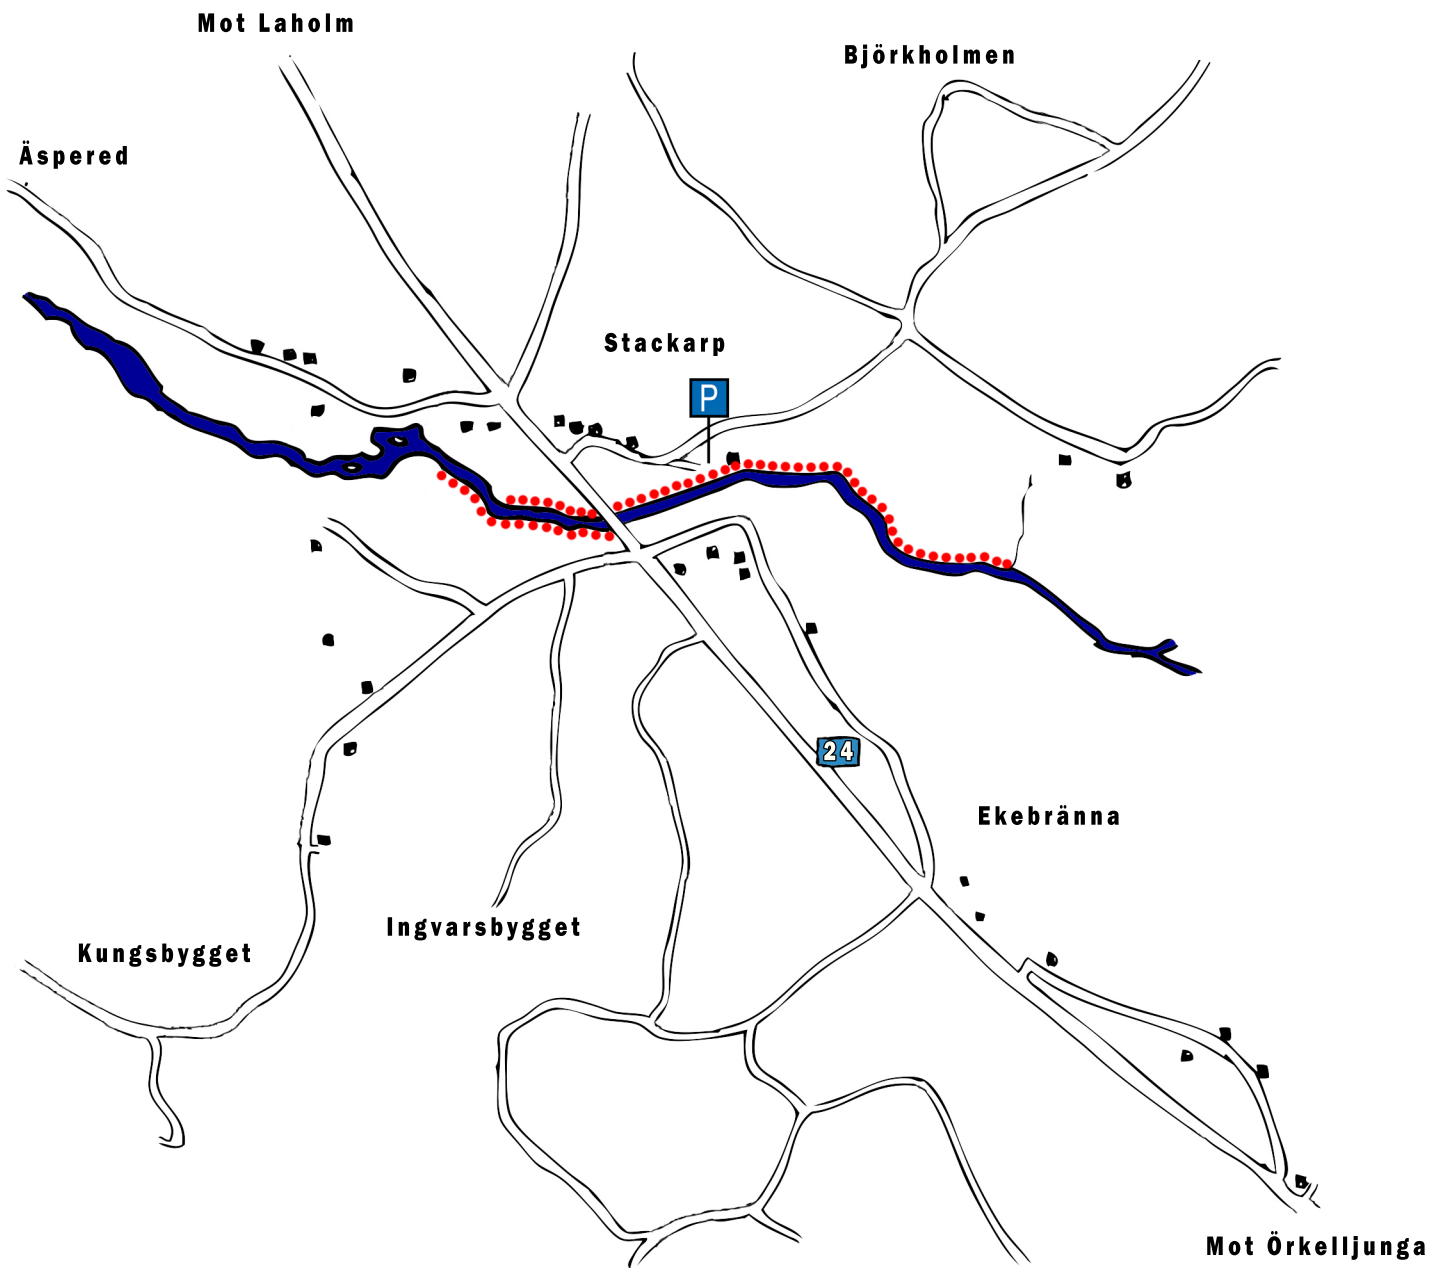 Mot Laholm
Björkholmen
Äspered
Stackarp
P
24
Ekebränna
Ingvarsbygget
Kungsbygget
Mot Örkelljunga